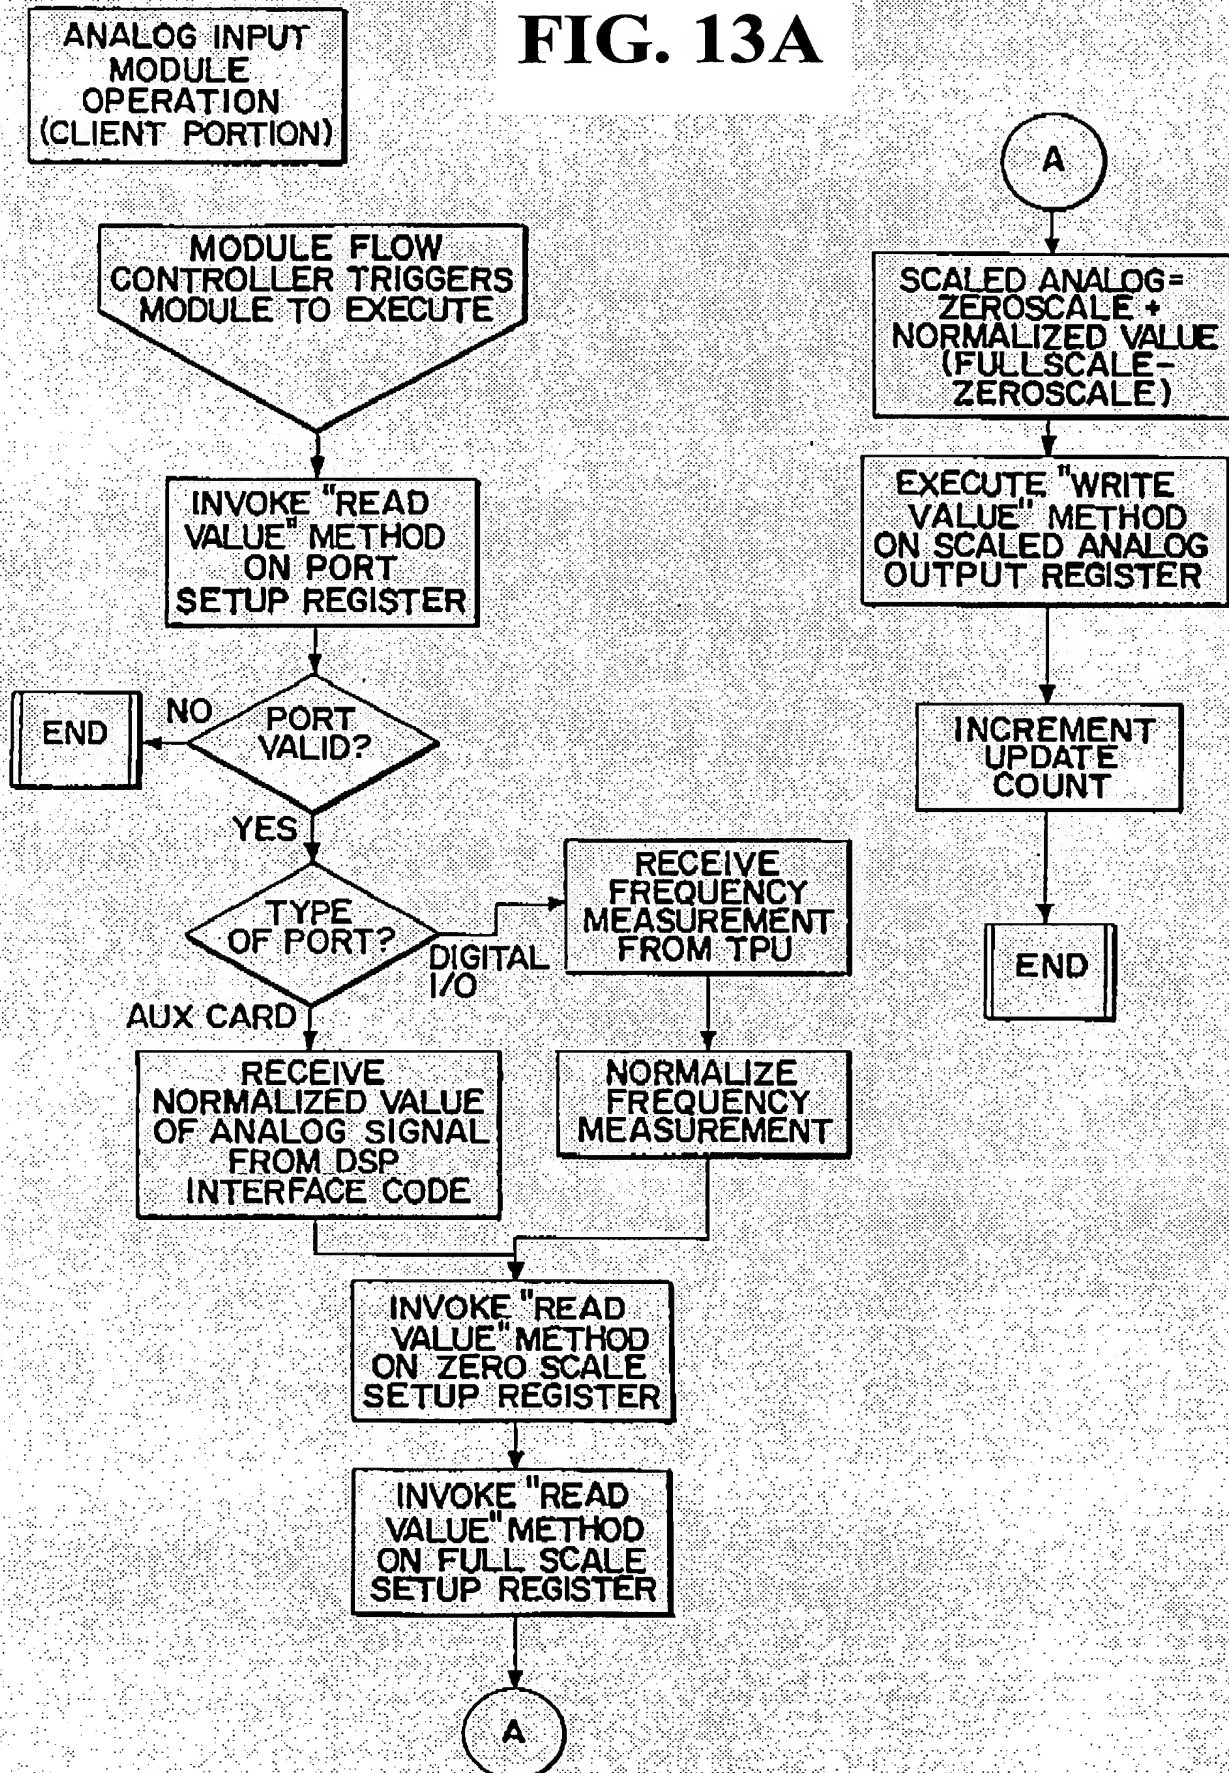 FIG. 13A
ANALOG INPUT
MODULE
OPERATION
(CLIENT PORTION)
MODULE FLOW
CONTROLLER TRIGGERS
MODULE TO EXECUTE
INVOKE "READ
VALUE" METHOD
ON PORT
SETUP REGISTER
PORT
VALID?
NO
END
YES
TYPE
OF PORT?
DIGITAL
I/O
RECEIVE
FREQUENCY
MEASUREMENT
FROM TPU
NORMALIZE
FREQUENCY
MEASUREMENT
AUX CARD
RECEIVE
NORMALIZED VALUE
OF ANALOG SIGNAL
FROM DSP
INTERFACE CODE
INVOKE "READ
VALUE" METHOD
ON ZERO SCALE
SETUP REGISTER
INVOKE "READ
VALUE" METHOD
ON FULL SCALE
SETUP REGISTER
A
A
SCALED ANALOG=
ZEROSCALE +
NORMALIZED VALUE
(FULLSCALE-
ZEROSCALE)
EXECUTE "WRITE
VALUE" METHOD
ON SCALED ANALOG
OUTPUT REGISTER
INCREMENT
UPDATE
COUNT
END